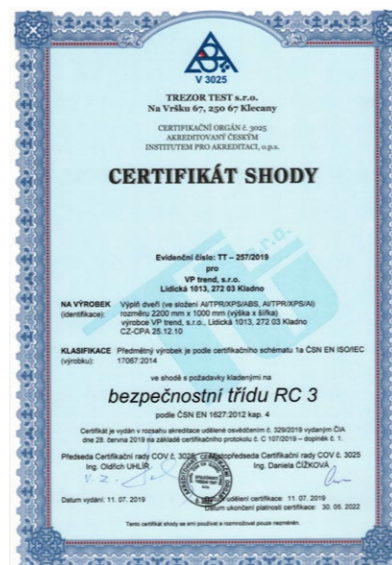 V 3025
TREZOR TEST s.r.o.
Na Vršku 67, 250 67 Klecany
CERTIFIKAČNÍ ORGÁN č. 3025
AKREDITOVANÝ ČESKÝM
INSTITUTEM PRO AKREDITACI, o.p.s.
CERTIFIKÁT SHODY
Evidenční číslo: TT – 257/2019
pro
VP trend, s.r.o.
Lidická 1013, 272 03 Kladno
NA VÝROBEK Výplň dveří (ve složení Al/TPR/XPS/ABS, Al/TPR/XPS/Al)
(identifikace): rozměru 2200 mm x 1000 mm (výška x šířka)
výrobce VP trend, s.r.o., Lidická 1013, 272 03 Kladno
CZ-CPA 25.12.10
KLASIFIKACE Předmětný výrobek je podle certifikačního schématu 1a ČSN EN ISO/IEC
(výrobku): 17067:2014
ve shodě s požadavky kladenými na
bezpečnostní třídu RC 3
podle ČSN EN 1627:2012 kap. 4
Certifikát je vydán v rozsahu akreditace udělené osvědčením č. 329/2019 vydaným ČIA
dne 28. června 2019 na základě certifikačního protokolu č. C 107/2019 – doplněk č. 1.
Předseda Certifikační rady COV č. 3025 Místopředseda Certifikační rady COV č. 3025
Ing. Oldřich UHLÍŘ Ing. Daniela ČÍŽKOVÁ
Datum vydání: 11. 07. 2019 udělení certifikace: 11. 07. 2019
Datum ukončení platnosti certifikace: 30. 05. 2022
Tento certifikát se smí používat a rozmnožovat pouze nezměněn.